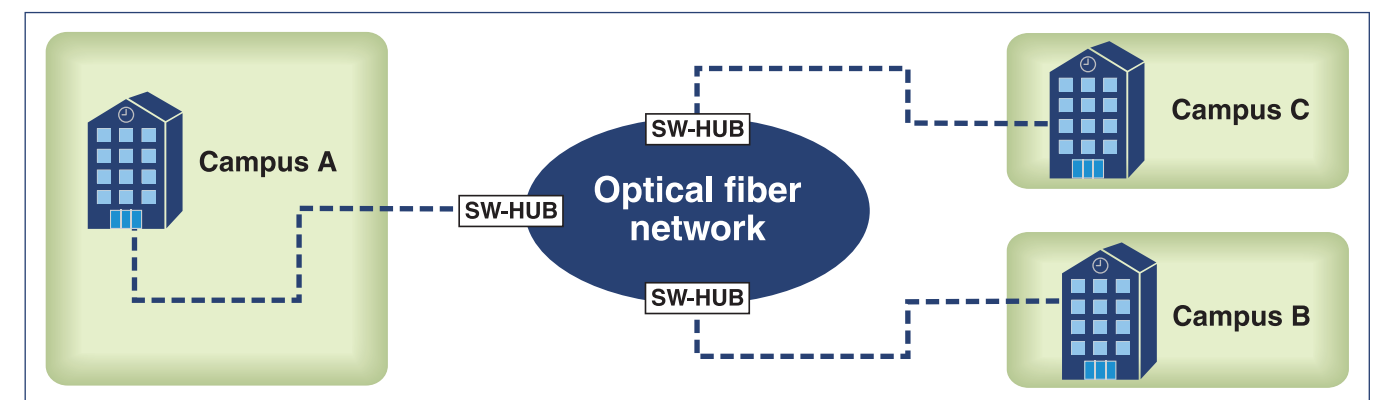 Campus A
SW-HUB
SW-HUB
Optical fiber
network
SW-HUB
Campus C
Campus B